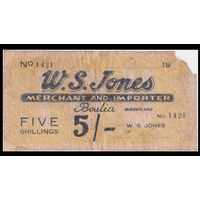 No 1421 19
W. S. Jones
MERCHANT AND IMPORTER
Boulia QUEENSLAND
No. 1421
FIVE SHILLINGS 5/-
W. S. JONES